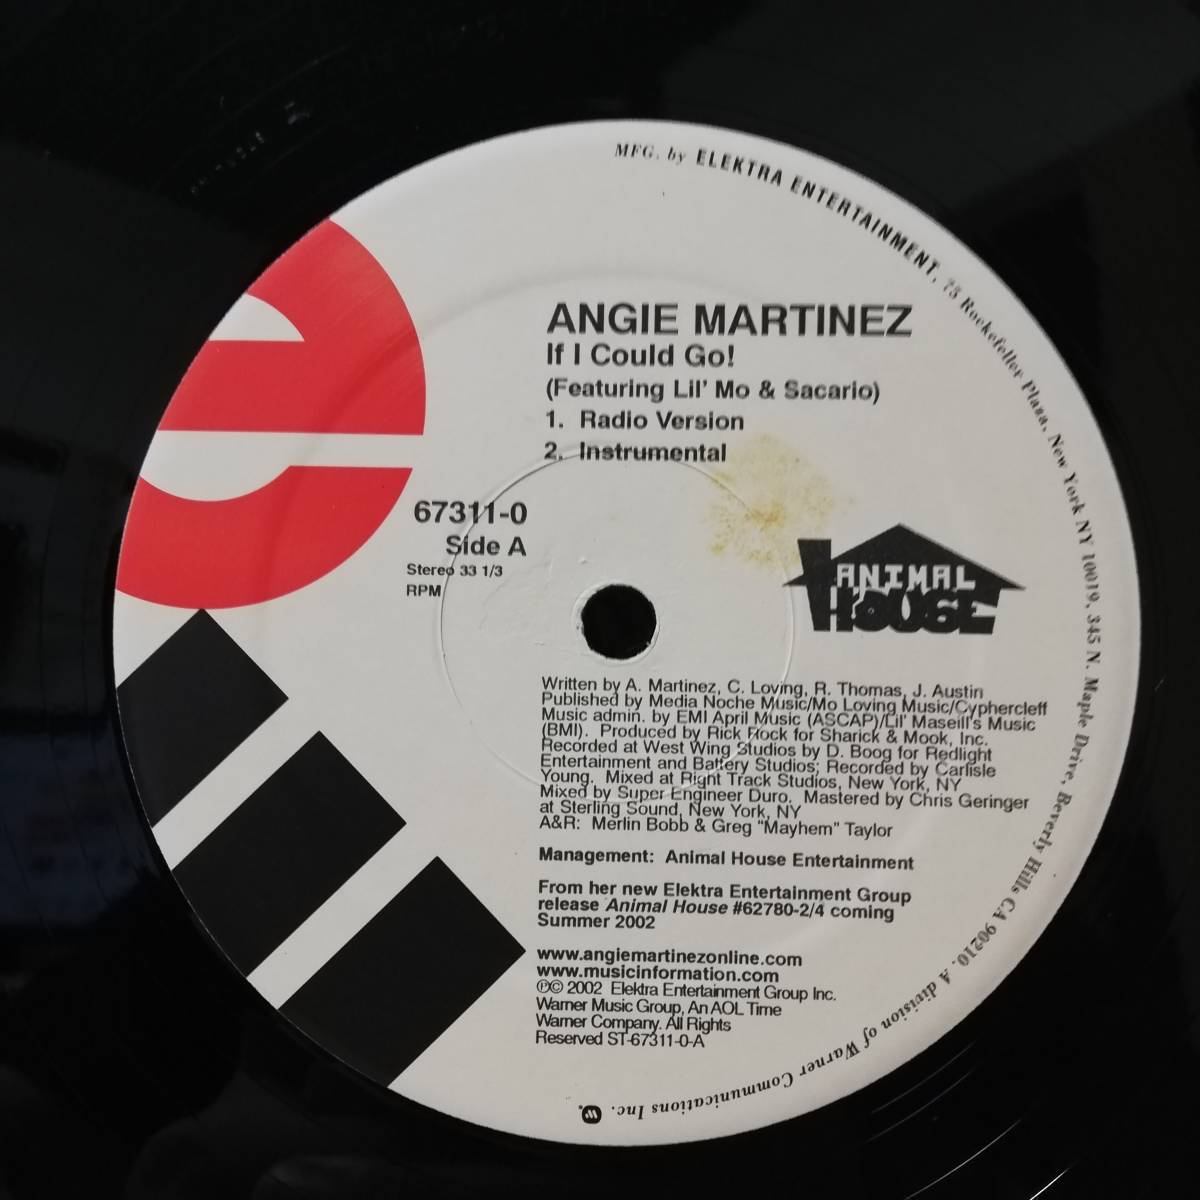 MFG. by ELEKTRA ENTERTAINMENT, 75 Rockefeller Plaza, New York NY 10019, 345 N. Maple Drive, Beverly Hills CA 90210. A division of Warner Communications Inc.
e
ANGIE MARTINEZ
If I Could Go!
(Featuring Lil' Mo & Sacario)
1. Radio Version
2. Instrumental
67311-0
Side A
Stereo 33 1/3
RPM
ANIMAL
HOUSE
Written by A. Martinez, C. Loving, R. Thomas, J. Austin
Published by Media Noche Music/Mo Loving Music/Cyphercleff
Music admin. by EMI April Music (ASCAP)/Lil' Maseill's Music
(BMI). Produced by Rick Rock for Sharick & Mook, Inc.
Recorded at West Wing Studios by D. Boog for Redlight
Entertainment and Battery Studios; Recorded by Carlisle
Young. Mixed at Right Track Studios, New York, NY
Mixed by Super Engineer Duro. Mastered by Chris Geringer
at Sterling Sound, New York, NY
A&R: Merlin Bobb & Greg "Mayhem" Taylor
Management: Animal House Entertainment
From her new Elektra Entertainment Group
release Animal House #62780-2/4 coming
Summer 2002
www.angiemartinezonline.com
www.musicinformation.com
℗© 2002 Elektra Entertainment Group Inc.
Warner Music Group, An AOL Time
Warner Company. All Rights
Reserved ST-67311-0-A